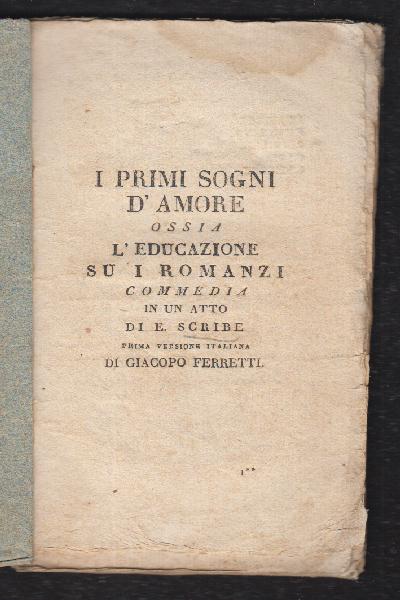 I PRIMI SOGNI
D' AMORE
OSSIA
L' EDUCAZIONE
SU I ROMANZI
COMMEDIA
IN UN ATTO
DI E. SCRIBE
PRIMA VERSIONE ITALIANA
DI GIACOPO FERRETTI.
1**